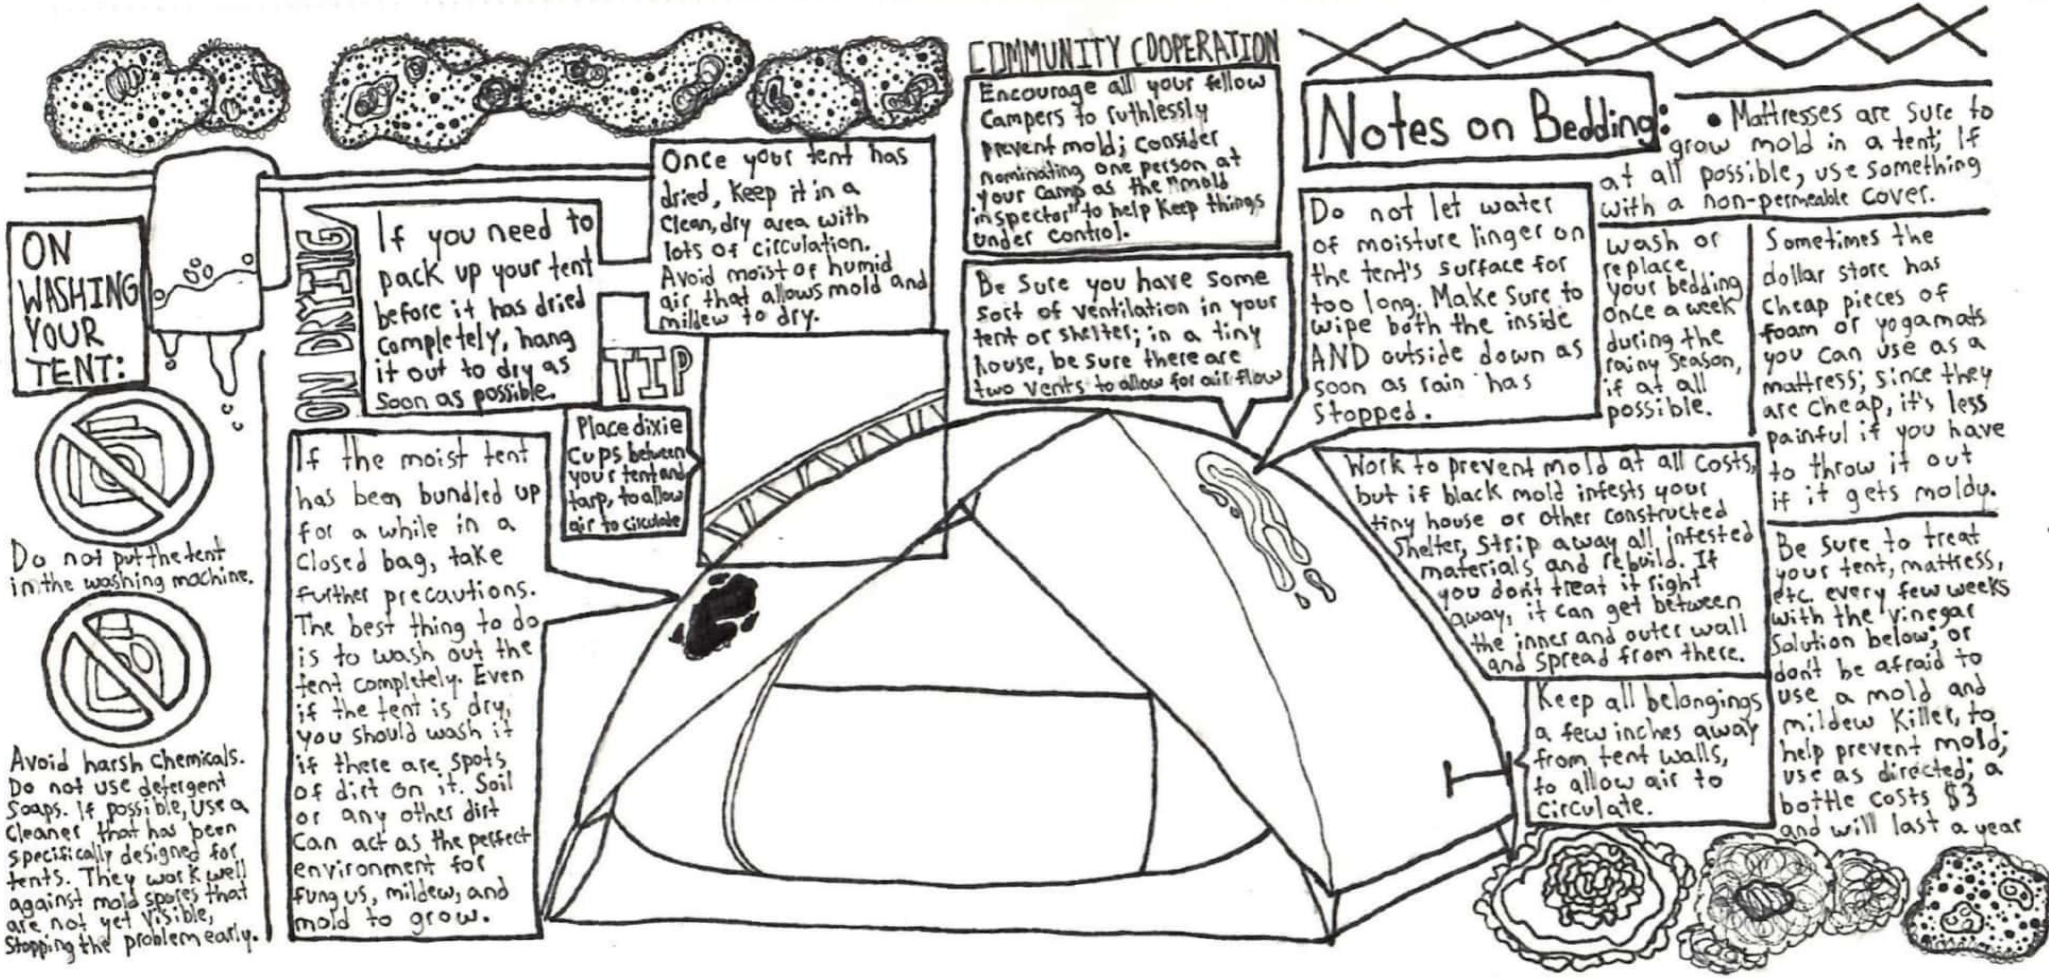 ON
WASHING
YOUR
TENT:
Do not put the tent
in the washing machine.
Avoid harsh chemicals.
Do not use detergent
soaps. If possible, use a
cleaner that has been
specifically designed for
tents. They work well
against mold spores that
are not yet visible,
stopping the problem early.
ON DRYING
If you need to
pack up your tent
before it has dried
completely, hang
it out to dry as
soon as possible.
Once your tent has
dried, keep it in a
clean, dry area with
lots of circulation.
Avoid moist or humid
air that allows mold and
mildew to dry.
If the moist tent
has been bundled up
for a while in a
closed bag, take
further precautions.
The best thing to do
is to wash out the
tent completely. Even
if the tent is dry,
you should wash it
if there are spots
of dirt on it. Soil
or any other dirt
can act as the perfect
environment for
fungus, mildew, and
mold to grow.
TIP
Place dixie
cups between
your tent and
tarp, to allow
air to circulate
COMMUNITY COOPERATION
Encourage all your fellow
campers to ruthlessly
prevent mold; consider
nominating one person at
your camp as the "mold
inspector" to help keep things
under control.
Be sure you have some
sort of ventilation in your
tent or shelter; in a tiny
house, be sure there are
two vents to allow for air flow
Do not let water
of moisture linger on
the tent's surface for
too long. Make sure to
wipe both the inside
AND outside down as
soon as rain has
stopped.
Work to prevent mold at all costs,
but if black mold infests your
tiny house or other constructed
shelter, strip away all infested
materials and rebuild. If
you don't treat it right
away, it can get between
the inner and outer wall
and spread from there.
Keep all belongings
a few inches away
from tent walls,
to allow air to
circulate.
Notes on Bedding:
• Mattresses are sure to
grow mold in a tent; If
at all possible, use something
with a non-permeable cover.
wash or
replace
your bedding
once a week
during the
rainy season,
if at all
possible.
Sometimes the
dollar store has
cheap pieces of
foam or yogamats
you can use as a
mattress; since they
are cheap, it's less
painful if you have
to throw it out
if it gets moldy.
Be sure to treat
your tent, mattress,
etc. every few weeks
with the vinegar
solution below; or
don't be afraid to
use a mold and
mildew killer, to
help prevent mold;
use as directed; a
bottle costs $3
and will last a year